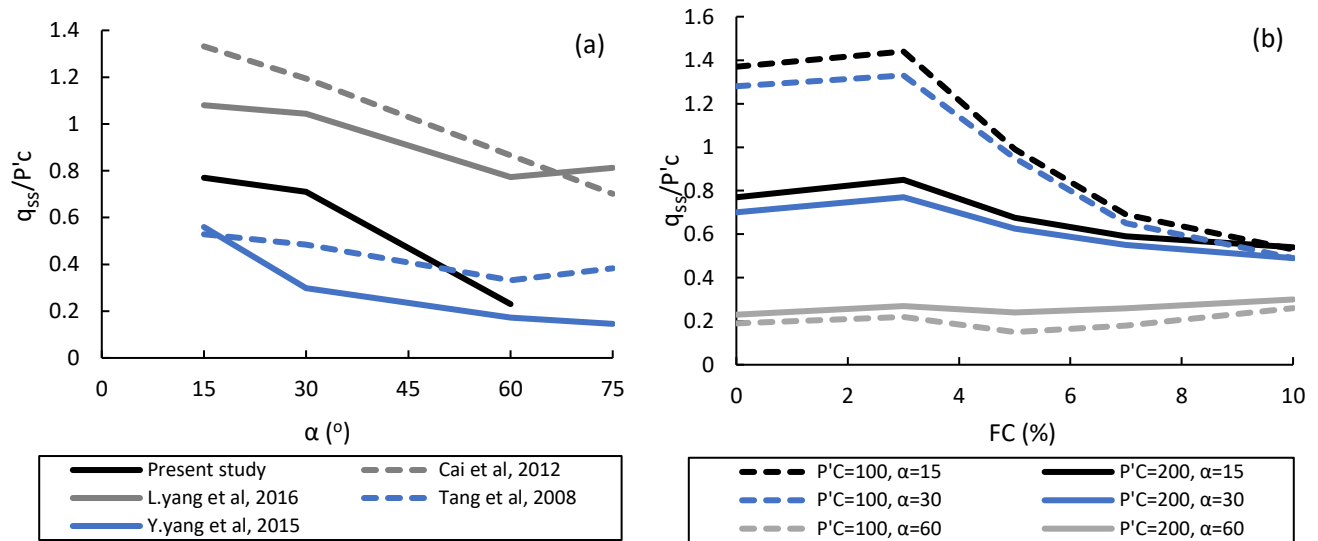 (a)
1.4
1.2
1
0.8
0.6
0.4
0.2
0
qss/P'c
0 15 30 45 60 75
α (º)
Present study Cai et al, 2012
L.yang et al, 2016 Tang et al, 2008
Y.yang et al, 2015
(b)
1.6
1.4
1.2
1
0.8
0.6
0.4
0.2
0
qss/P'c
0 2 4 6 8 10
FC (%)
P'C=100, α=15 P'C=200, α=15
P'C=100, α=30 P'C=200, α=30
P'C=100, α=60 P'C=200, α=60